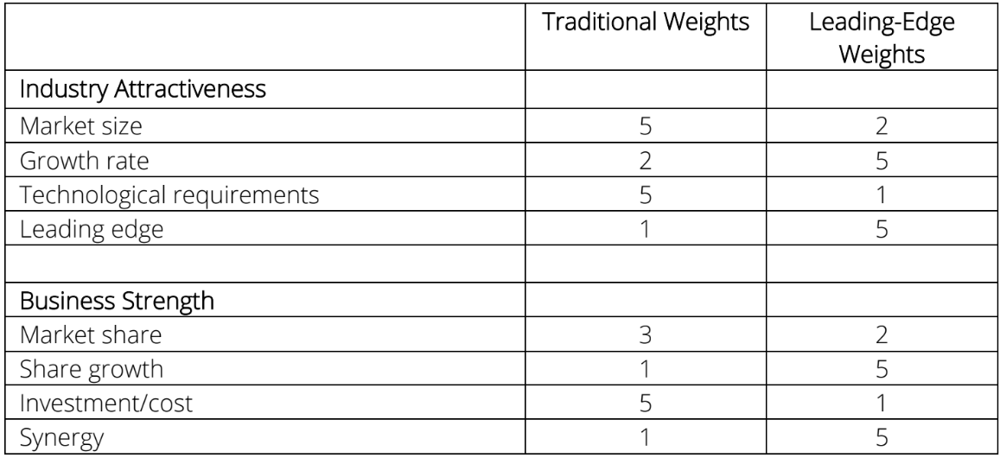 Traditional Weights Leading-Edge
Weights
Industry Attractiveness
Market size 5 2
Growth rate 2 5
Technological requirements 5 1
Leading edge 1 5
Business Strength
Market share 3 2
Share growth 1 5
Investment/cost 5 1
Synergy 1 5